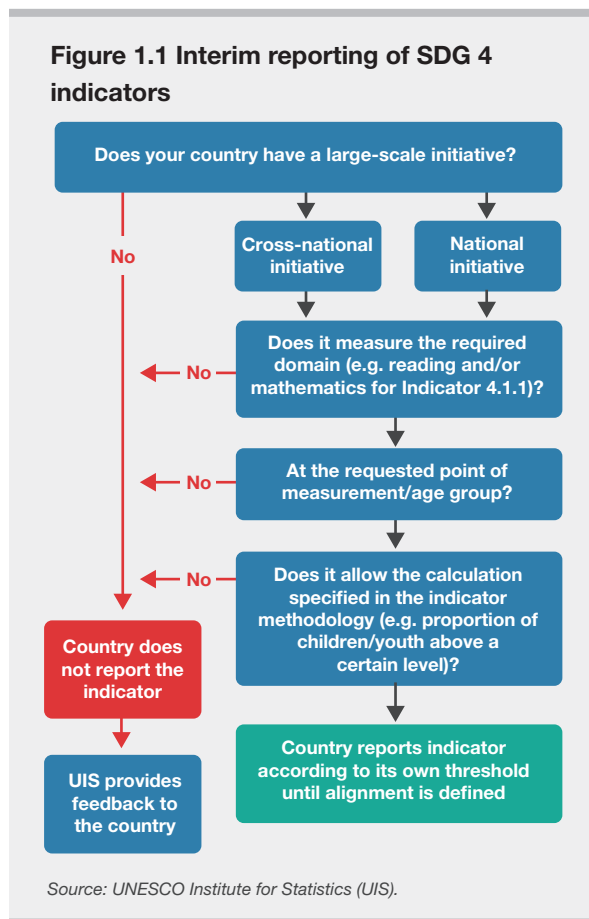 Figure 1.1 Interim reporting of SDG 4
indicators
Does your country have a large-scale initiative?
No
Cross-national
initiative
National
initiative
Does it measure the required
domain (e.g. reading and/or
mathematics for Indicator 4.1.1)?
No
At the requested point of
measurement/age group?
No
Does it allow the calculation
specified in the indicator
methodology (e.g. proportion of
children/youth above a
certain level)?
No
Country does
not report the
indicator
Country reports indicator
according to its own threshold
until alignment is defined
UIS provides
feedback to
the country
Source: UNESCO Institute for Statistics (UIS).